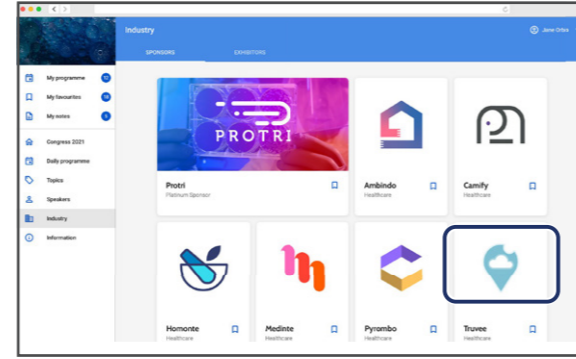 Industry
Jane Orties
SPONSORS
EXHIBITORS
My programme
My favourites
My notes
Congress 2021
Daily programme
Topics
Speakers
Industry
Information
PROTRI
Protri
Platinum Sponsor
Ambindo
Healthcare
Camify
Healthcare
Homonte
Healthcare
Medinte
Healthcare
Pyrombo
Healthcare
Truvee
Healthcare